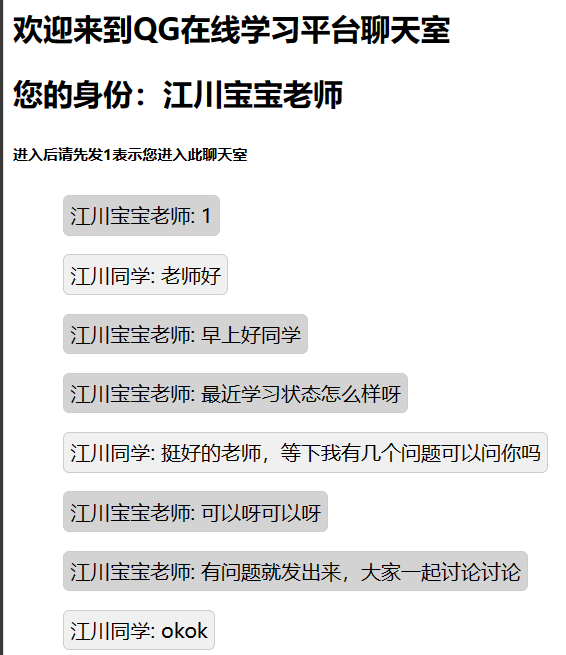 欢迎来到QG在线学习平台聊天室
您的身份：江川宝宝老师
进入后请先发1表示您进入此聊天室
江川宝宝老师: 1
江川同学: 老师好
江川宝宝老师: 早上好同学
江川宝宝老师: 最近学习状态怎么样呀
江川同学: 挺好的老师，等下我有几个问题可以问你吗
江川宝宝老师: 可以呀可以呀
江川宝宝老师: 有问题就发出来，大家一起讨论讨论
江川同学: okok